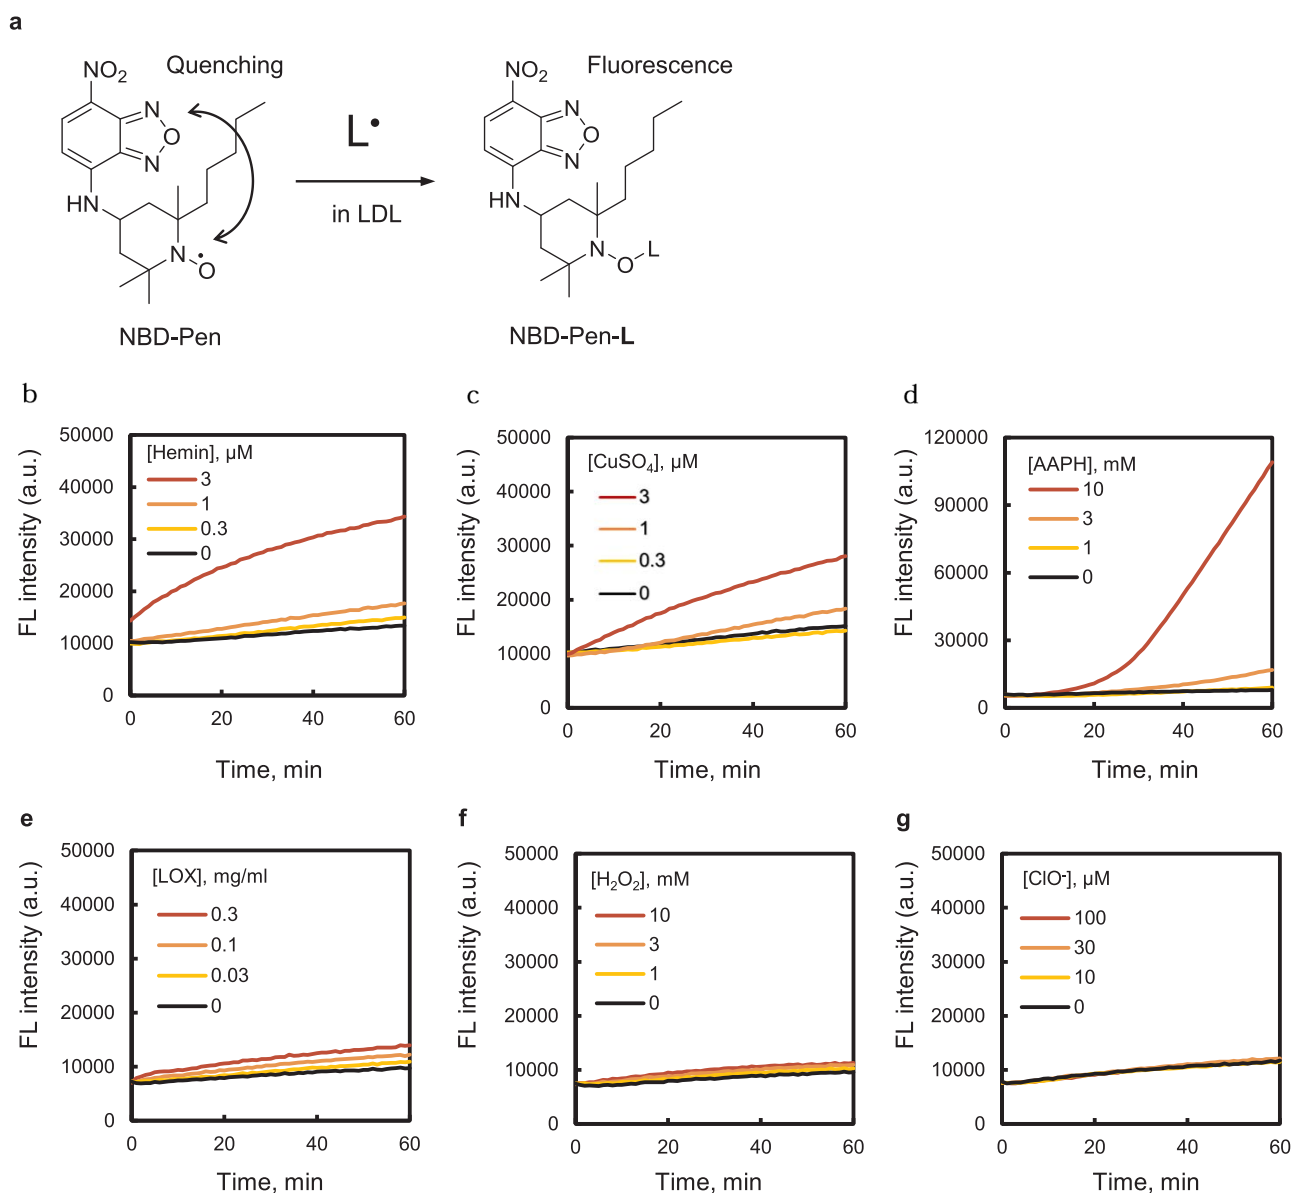 a
NO₂ Quenching
N
O
N
HN
N
O
NBD-Pen
L•
in LDL
NO₂ Fluorescence
N
O
N
HN
N
O
L
NBD-Pen-L
b
FL intensity (a.u.)
50000
40000
30000
20000
10000
0
[Hemin], μM
3
1
0.3
0
0 20 40 60
Time, min
c
FL intensity (a.u.)
50000
40000
30000
20000
10000
0
[CuSO₄], μM
3
1
0.3
0
0 20 40 60
Time, min
d
FL intensity (a.u.)
120000
90000
60000
30000
0
[AAPH], mM
10
3
1
0
0 20 40 60
Time, min
e
FL intensity (a.u.)
50000
40000
30000
20000
10000
0
[LOX], mg/ml
0.3
0.1
0.03
0
0 20 40 60
Time, min
f
FL intensity (a.u.)
50000
40000
30000
20000
10000
0
[H₂O₂], mM
10
3
1
0
0 20 40 60
Time, min
g
FL intensity (a.u.)
50000
40000
30000
20000
10000
0
[ClO⁻], μM
100
30
10
0
0 20 40 60
Time, min